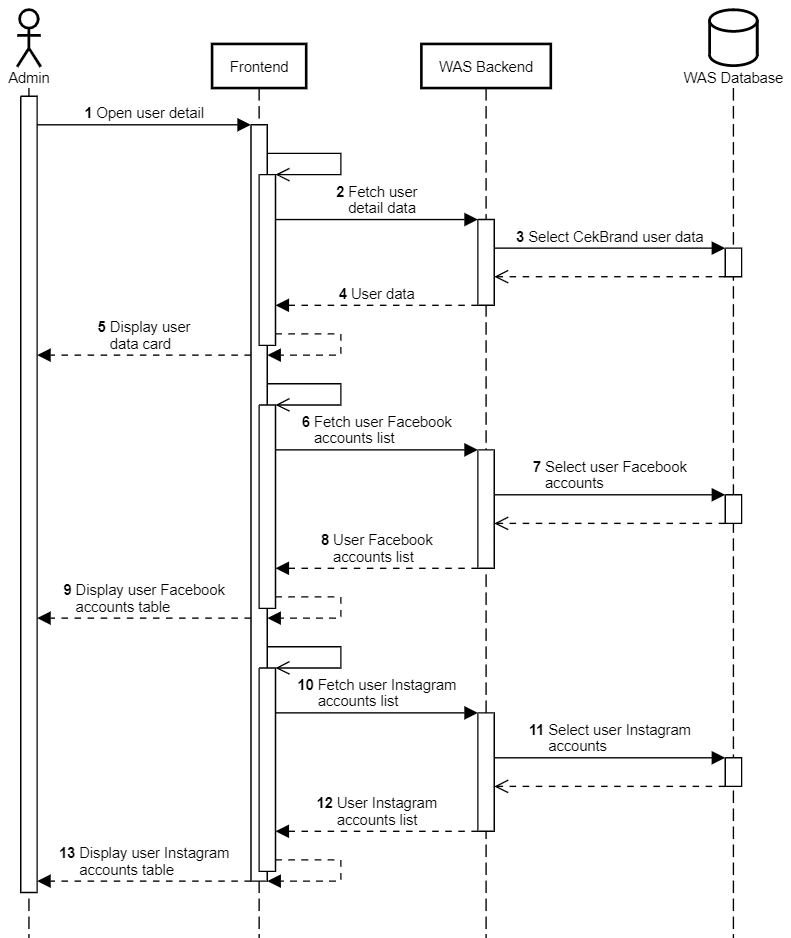 Admin
Frontend
WAS Backend
WAS Database
1 Open user detail
2 Fetch user
detail data
3 Select CekBrand user data
4 User data
5 Display user
data card
6 Fetch user Facebook
accounts list
7 Select user Facebook
accounts
8 User Facebook
accounts list
9 Display user Facebook
accounts table
10 Fetch user Instagram
accounts list
11 Select user Instagram
accounts
12 User Instagram
accounts list
13 Display user Instagram
accounts table